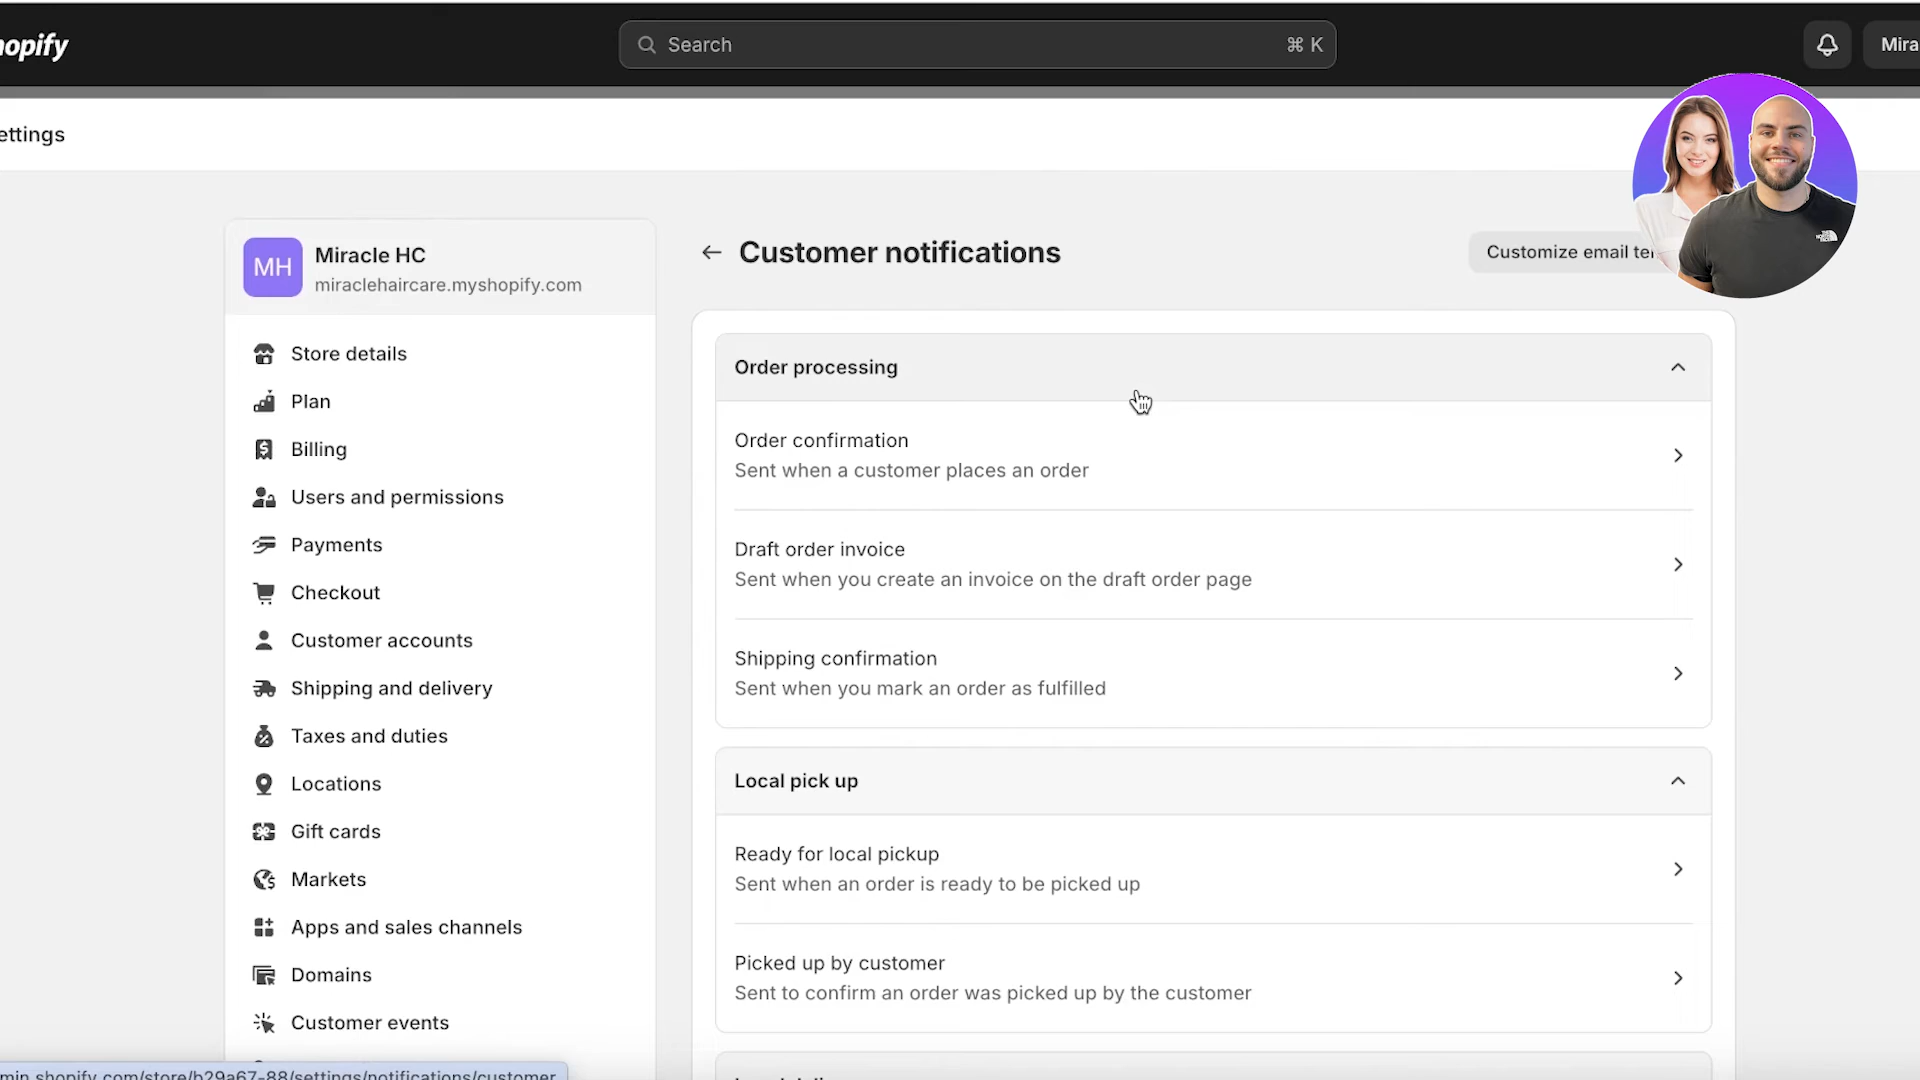 hopify
Search
⌘ K
Mira
ettings
MH
Miracle HC
miraclehaircare.myshopify.com
Store details
Plan
Billing
Users and permissions
Payments
Checkout
Customer accounts
Shipping and delivery
Taxes and duties
Locations
Gift cards
Markets
Apps and sales channels
Domains
Customer events
min.shopify.com/store/b29a67-88/settings/notifications/customer
Customer notifications
Customize email te
Order processing
Order confirmation
Sent when a customer places an order
Draft order invoice
Sent when you create an invoice on the draft order page
Shipping confirmation
Sent when you mark an order as fulfilled
Local pick up
Ready for local pickup
Sent when an order is ready to be picked up
Picked up by customer
Sent to confirm an order was picked up by the customer